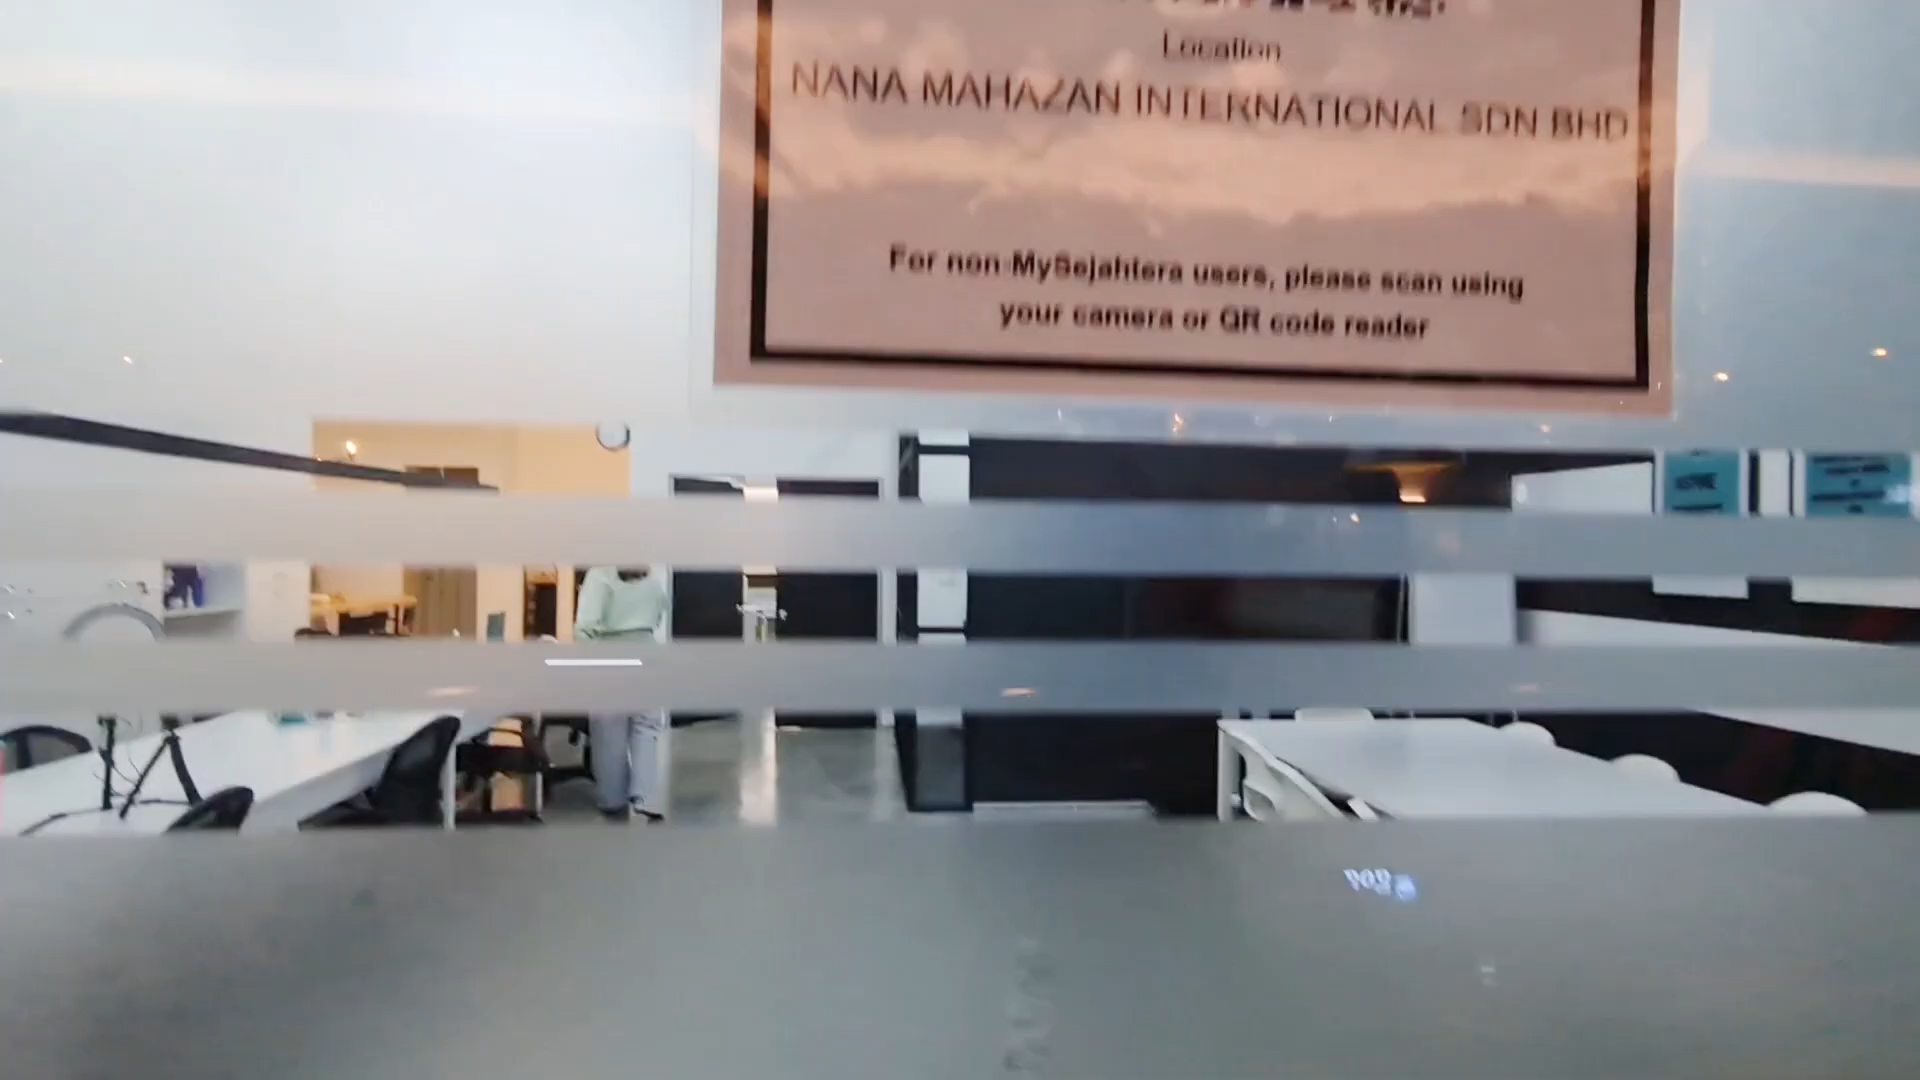 Location
NANA MAHAZAN INTERNATIONAL SDN BHD
For non-MySejahtera users, please scan using
your camera or QR code reader